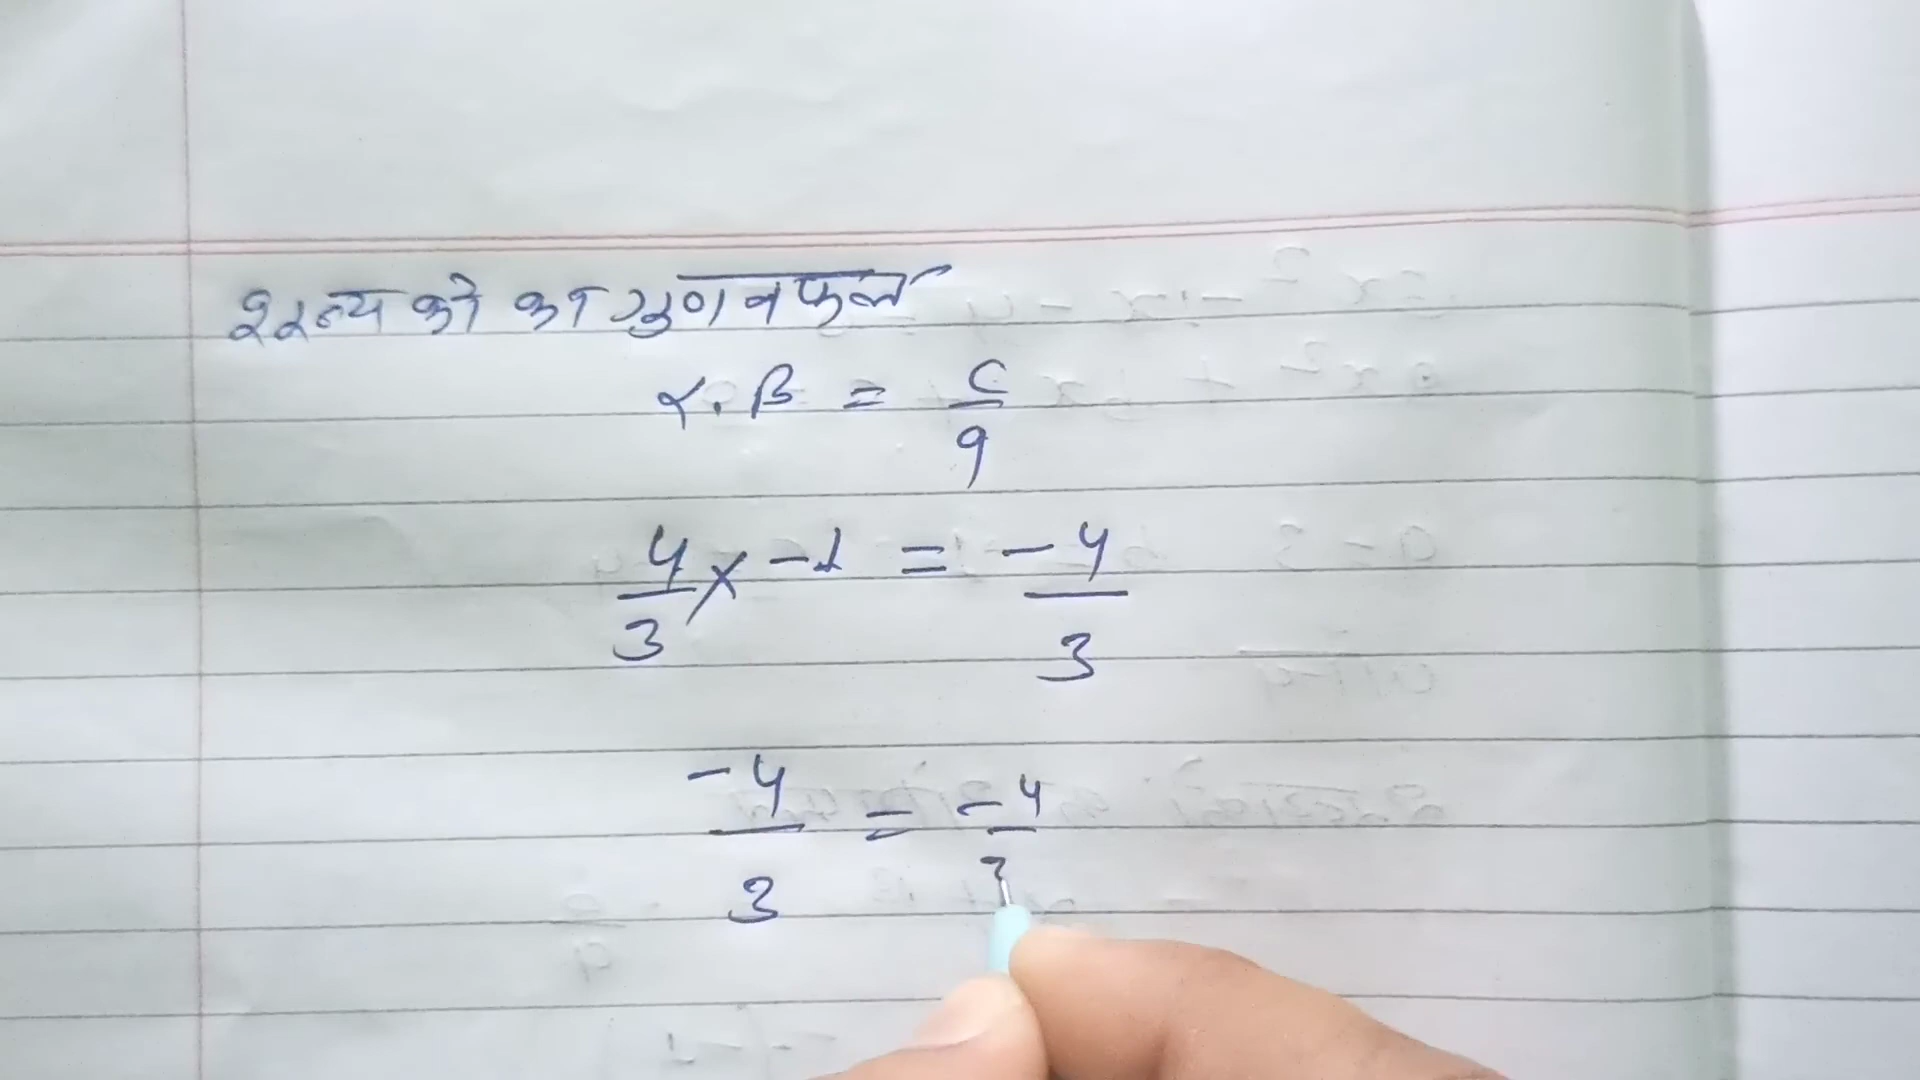 शून्यको का गुणनफल
α.β = c/a
4/3 × -1 = -4/3
-4/3 = -4/3